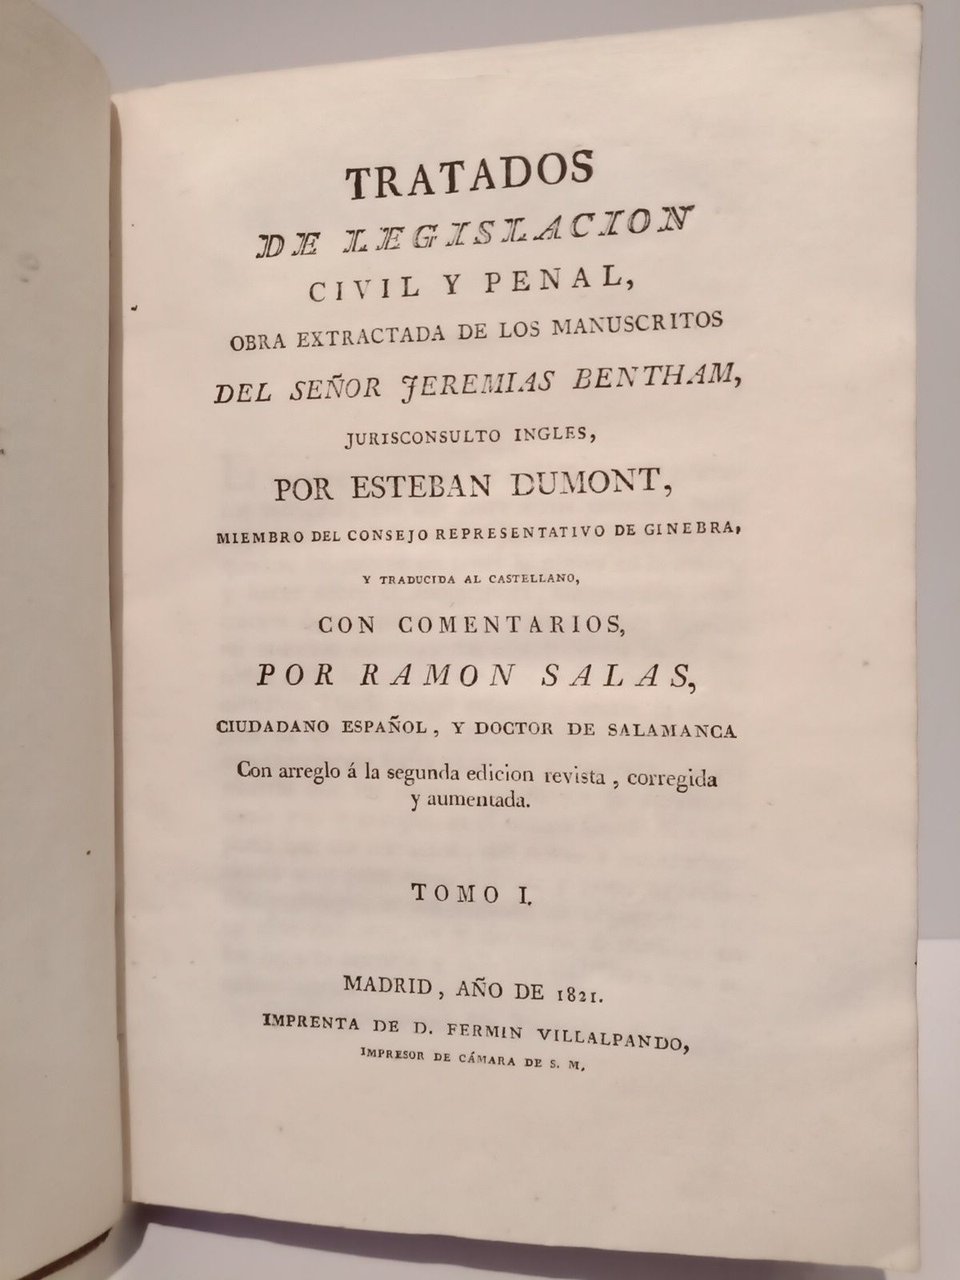 TRATADOS
DE LEGISLACION
CIVIL Y PENAL,
OBRA EXTRACTADA DE LOS MANUSCRITOS
DEL SEÑOR JEREMIAS BENTHAM,
JURISCONSULTO INGLES,
POR ESTEBAN DUMONT,
MIEMBRO DEL CONSEJO REPRESENTATIVO DE GINEBRA,
Y TRADUCIDA AL CASTELLANO,
CON COMENTARIOS,
POR RAMON SALAS,
CIUDADANO ESPAÑOL, Y DOCTOR DE SALAMANCA
Con arreglo á la segunda edicion revista, corregida
y aumentada.
TOMO I.
MADRID, AÑO DE 1821.
IMPRENTA DE D. FERMIN VILLALPANDO,
IMPRESOR DE CÁMARA DE S. M.